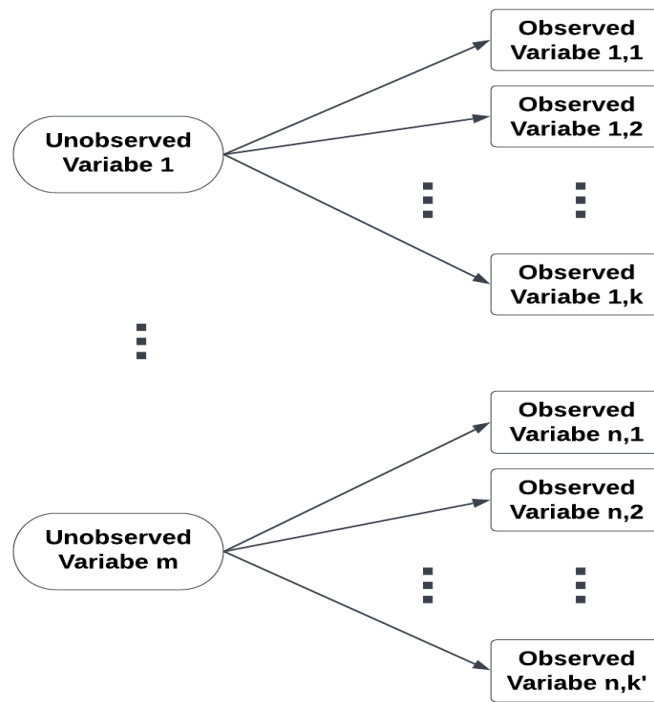 Observed
Variabe 1,1
Observed
Variabe 1,2
Unobserved
Variabe 1
Observed
Variabe 1,k
Observed
Variabe n,1
Observed
Variabe n,2
Unobserved
Variabe m
Observed
Variabe n,k'